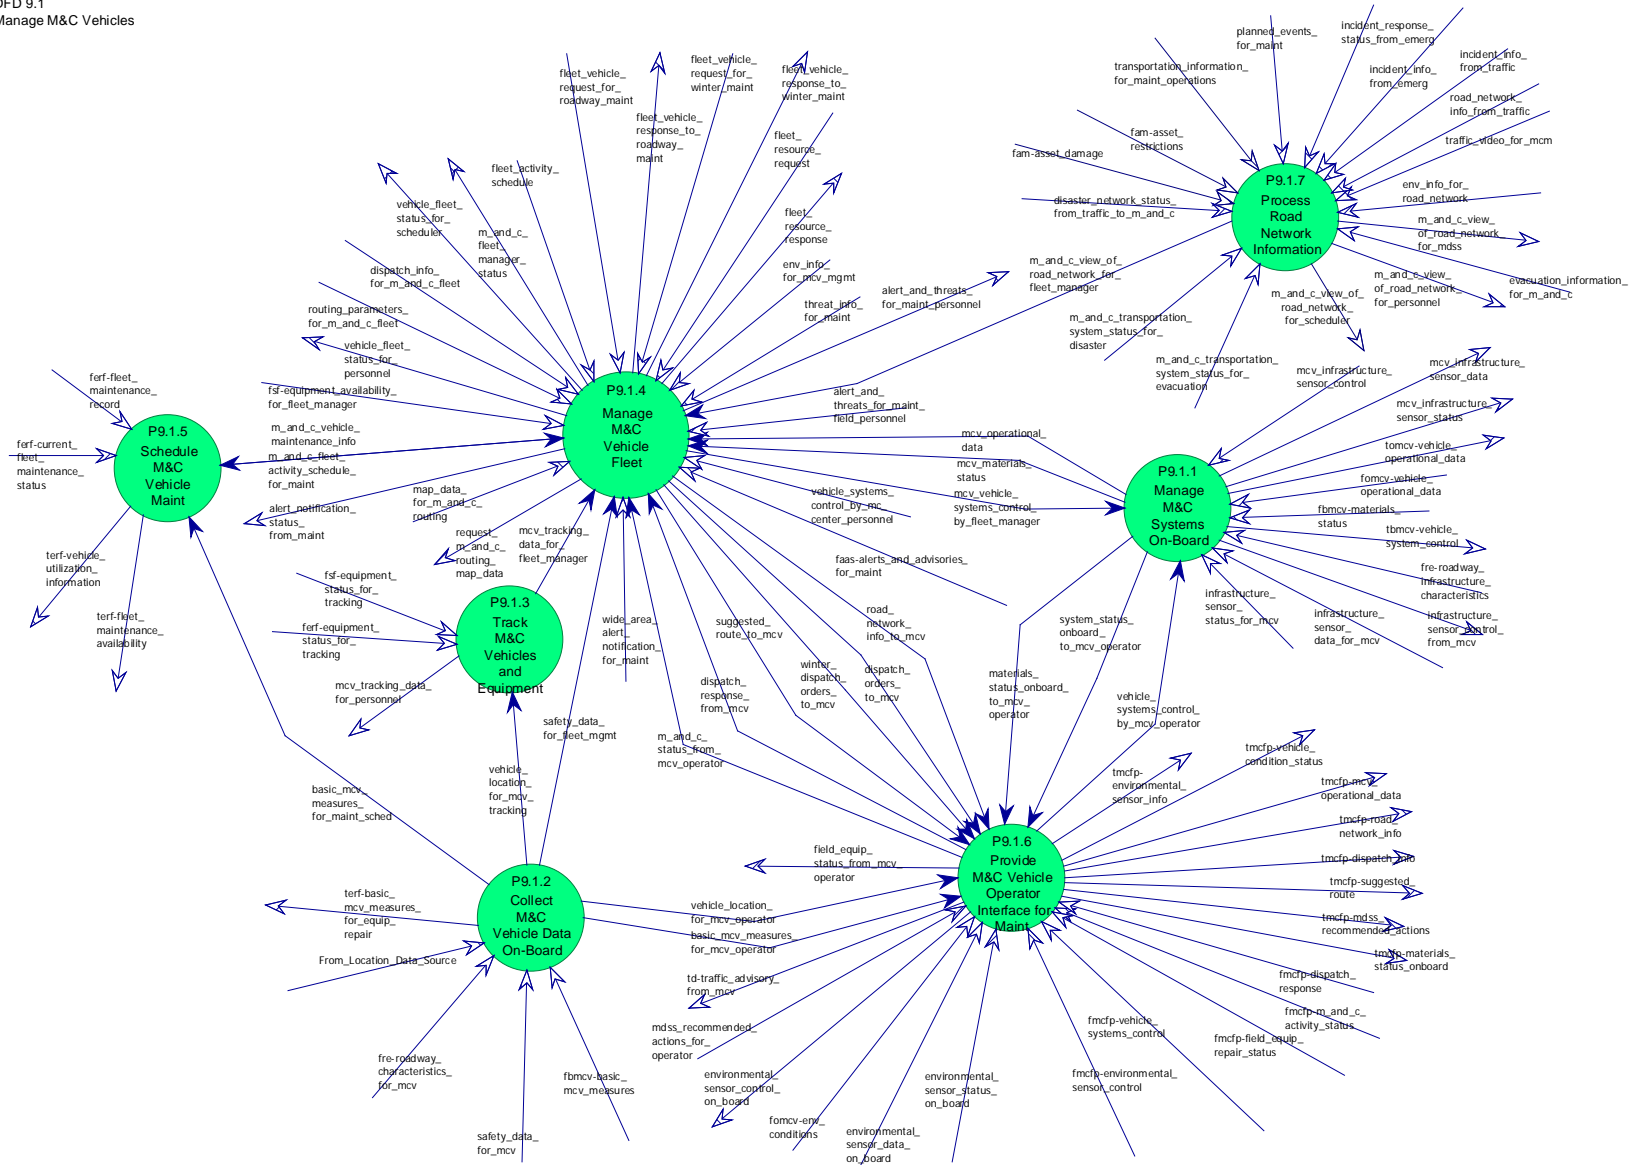 DFD 9.1
Manage M&C Vehicles
planned_events_
for_maint
incident_response_
status_from_emerg
transportation_information_
for_maint_operations
incident_info_
from_emerg
incident_info_
from_traffic
road_network_
info_from_traffic
traffic_video_for_mcm
fam-asset_
restrictions
fam-asset_damage
disaster_network_status_
from_traffic_to_m_and_c
P9.1.7
Process
Road
Network
Information
env_info_for_
road_network
m_and_c_view_
of_road_network_
for_mdss
evacuation_information_
for_m_and_c
m_and_c_view_
of_road_network_
for_personnel
m_and_c_view_of_
road_network_
for_scheduler
m_and_c_transportation_
system_status_for_
disaster
m_and_c_transportation_
system_status_for_
evacuation
m_and_c_view_of_
road_network_for_
fleet_manager
fleet_vehicle_
request_for_
roadway_maint
fleet_vehicle_
response_to_
roadway_
maint
fleet_vehicle_
request_for_
winter_maint
fleet_vehicle_
response_to_
winter_maint
fleet_
resource_
request
fleet_
resource_
response
env_info_
for_mcv_mgmt
threat_info_
for_maint
alert_and_threats_
for_maint_personnel
alert_and_
threats_for_maint_
field_personnel
fleet_activity_
schedule
vehicle_fleet_
status_for_
scheduler
m_and_c_
fleet_
manager_
status
dispatch_info_
for_m_and_c_fleet
routing_parameters_
for_m_and_c_fleet
vehicle_fleet_
status_for_
personnel
fsf-equipment_availability_
for_fleet_manager
m_and_c_vehicle_
maintenance_info
m_and_c_fleet_
activity_schedule_
for_maint
alert_notification_
status_
from_maint
map_data_
for_m_and_c_
routing
request_
m_and_c_
routing_
map_data
mcv_tracking_
data_for_
fleet_manager
P9.1.4
Manage
M&C
Vehicle
Fleet
ferf-fleet_
maintenance_
record
ferf-current_
fleet_
maintenance_
status
P9.1.5
Schedule
M&C
Vehicle
Maint
terf-vehicle_
utilization_
information
terf-fleet_
maintenance_
availability
fsf-equipment_
status_for_
tracking
ferf-equipment_
status_for_
tracking
mcv_tracking_data_
for_personnel
P9.1.3
Track
M&C
Vehicles
and
Equipment
mcv_operational_
data
mcv_materials_
status
mcv_vehicle_
systems_control_
by_fleet_manager
vehicle_systems_
control_by_mc_
center_personnel
faas-alerts_and_advisories_
for_maint
P9.1.1
Manage
M&C
Systems
On-Board
mcv_infrastructure_
sensor_control
mcv_infrastructure_
sensor_data
mcv_infrastructure_
sensor_status
tomcv-vehicle_
operational_data
fomcv-vehicle_
operational_data
fbmcv-materials_
status
tbmcv-vehicle_
system_control
fre-roadway_
infrastructure_
characteristics
infrastructure_
sensor_control_
from_mcv
infrastructure_
sensor_
data_for_mcv
infrastructure_
sensor_
status_for_mcv
wide_area_
alert_
notification_
for_maint
suggested_
route_to_mcv
road_
network_
info_to_mcv
winter_
dispatch_
orders_
to_mcv
dispatch_
orders_
to_mcv
dispatch_
response_
from_mcv
m_and_c_
status_from_
mcv_operator
safety_data_
for_fleet_mgmt
system_status_
onboard_
to_mcv_operator
materials_
status_onboard_
to_mcv_
operator
vehicle_
systems_control_
by_mcv_operator
basic_mcv_
measures_
for_maint_sched
vehicle_
location_
for_mcv_
tracking
P9.1.2
Collect
M&C
Vehicle Data
On-Board
terf-basic_
mcv_measures_
for_equip_
repair
From_Location_Data_Source
fre-roadway_
characteristics_
for_mcv
safety_data_
for_mcv
fbmcv-basic_
mcv_measures
field_equip_
status_from_mcv_
operator
vehicle_location_
for_mcv_operator
basic_mcv_measures_
for_mcv_operator
td-traffic_advisory_
from_mcv
mdss_recommended_
actions_for_
operator
environmental_
sensor_control_
on_board
fomcv-env_
conditions
environmental_
sensor_data_
on_board
environmental_
sensor_status_
on_board
P9.1.6
Provide
M&C Vehicle
Operator
Interface for
Maint
tmcfp-
environmental_
sensor_info
tmcfp-vehicle_
condition_status
tmcfp-mcv_
operational_data
tmcfp-road_
network_info
tmcfp-dispatch_info
tmcfp-suggested_
route
tmcfp-mdss_
recommended_actions
tmcfp-materials_
status_onboard
fmcfp-dispatch_
response
fmcfp-m_and_c_
activity_status
fmcfp-field_equip_
repair_status
fmcfp-vehicle_
systems_control
fmcfp-environmental_
sensor_control